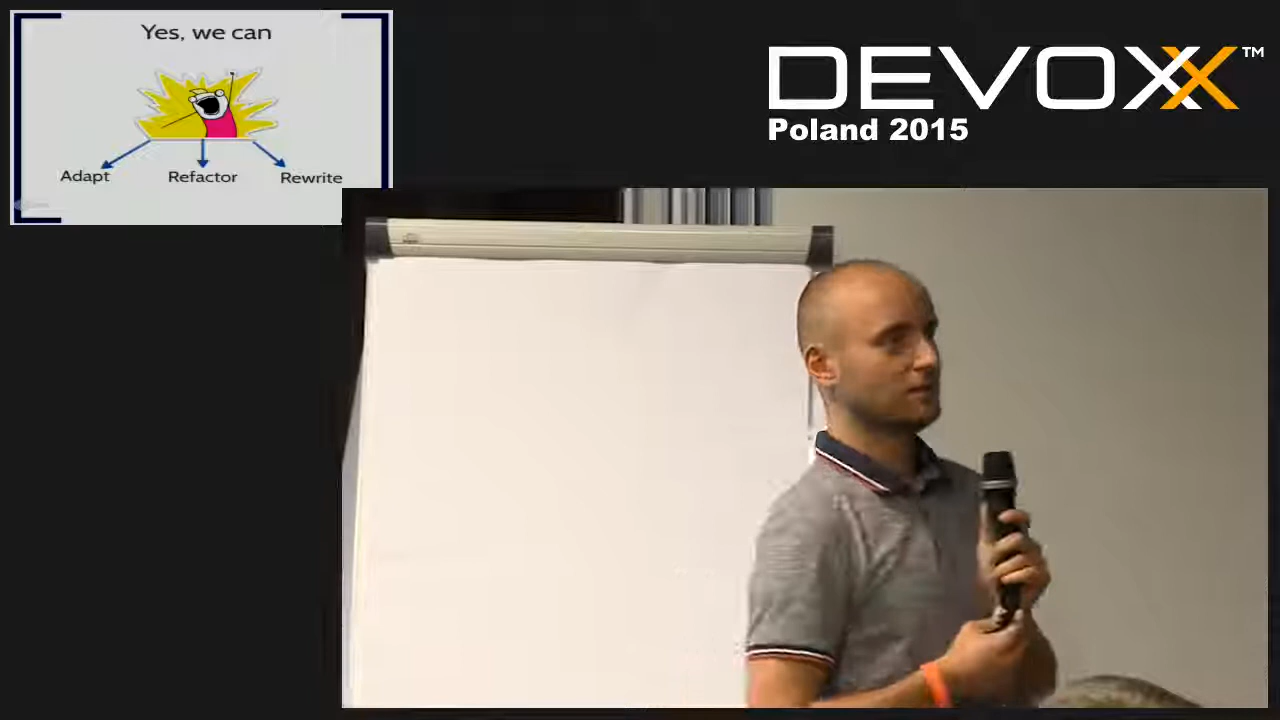 Yes, we can
Adapt
Refactor
Rewrite
DEVOXX™
Poland 2015